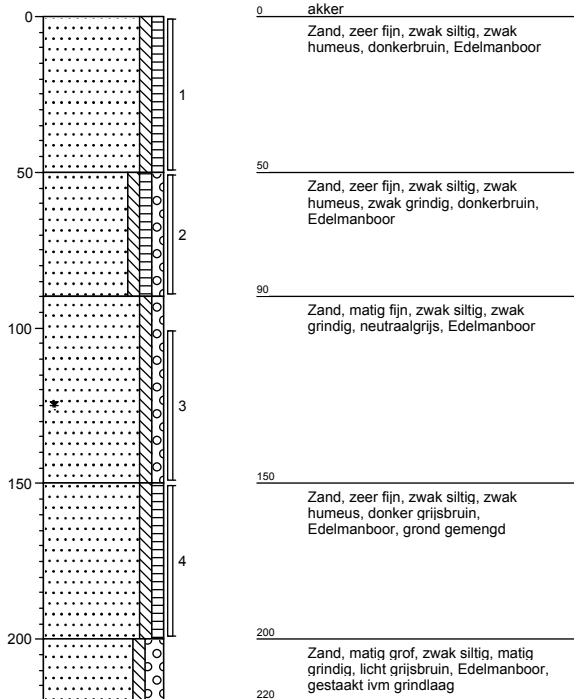 0
50
100
150
200
1
2
3
4
0 akker
Zand, zeer fijn, zwak siltig, zwak
humeus, donkerbruin, Edelmanboor
50
Zand, zeer fijn, zwak siltig, zwak
humeus, zwak grindig, donkerbruin,
Edelmanboor
90
Zand, matig fijn, zwak siltig, zwak
grindig, neutraalgrijs, Edelmanboor
150
Zand, zeer fijn, zwak siltig, zwak
humeus, donker grijsbruin,
Edelmanboor, grond gemengd
200
Zand, matig grof, zwak siltig, matig
grindig, licht grijsbruin, Edelmanboor,
gestaakt ivm grindlaag
220